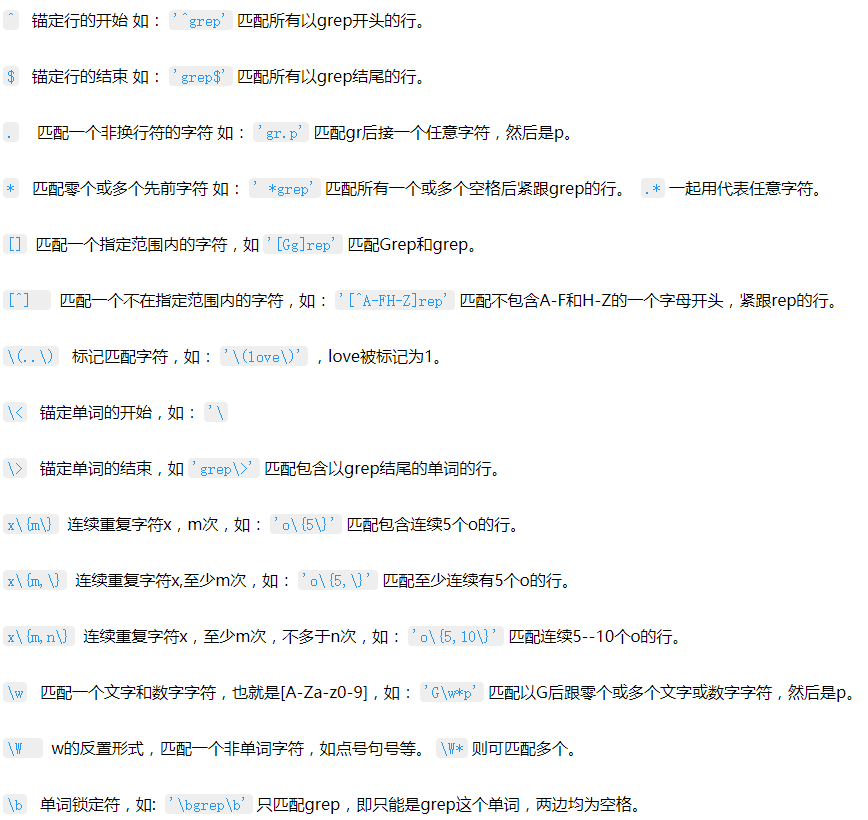 ^ 锚定行的开始 如： '^grep' 匹配所有以grep开头的行。
$ 锚定行的结束 如： 'grep$' 匹配所有以grep结尾的行。
. 匹配一个非换行符的字符 如： 'gr.p' 匹配gr后接一个任意字符，然后是p。
* 匹配零个或多个先前字符 如： ' *grep' 匹配所有一个或多个空格后紧跟grep的行。 .* 一起用代表任意字符。
[] 匹配一个指定范围内的字符，如 '[Gg]rep' 匹配Grep和grep。
[^] 匹配一个不在指定范围内的字符，如： '[^A-FH-Z]rep' 匹配不包含A-F和H-Z的一个字母开头，紧跟rep的行。
\(..\) 标记匹配字符，如： '\(love\)' ，love被标记为1。
\< 锚定单词的开始，如： '\
\> 锚定单词的结束，如 'grep\>' 匹配包含以grep结尾的单词的行。
x\{m\} 连续重复字符x，m次，如： 'o\{5\}' 匹配包含连续5个o的行。
x\{m,\} 连续重复字符x,至少m次，如： 'o\{5,\}' 匹配至少连续有5个o的行。
x\{m,n\} 连续重复字符x，至少m次，不多于n次，如： 'o\{5,10\}' 匹配连续5--10个o的行。
\w 匹配一个文字和数字字符，也就是[A-Za-z0-9]，如： 'G\w*p' 匹配以G后跟零个或多个文字或数字字符，然后是p。
\W w的反置形式，匹配一个非单词字符，如点号句号等。 \W* 则可匹配多个。
\b 单词锁定符，如: '\bgrep\b' 只匹配grep，即只能是grep这个单词，两边均为空格。